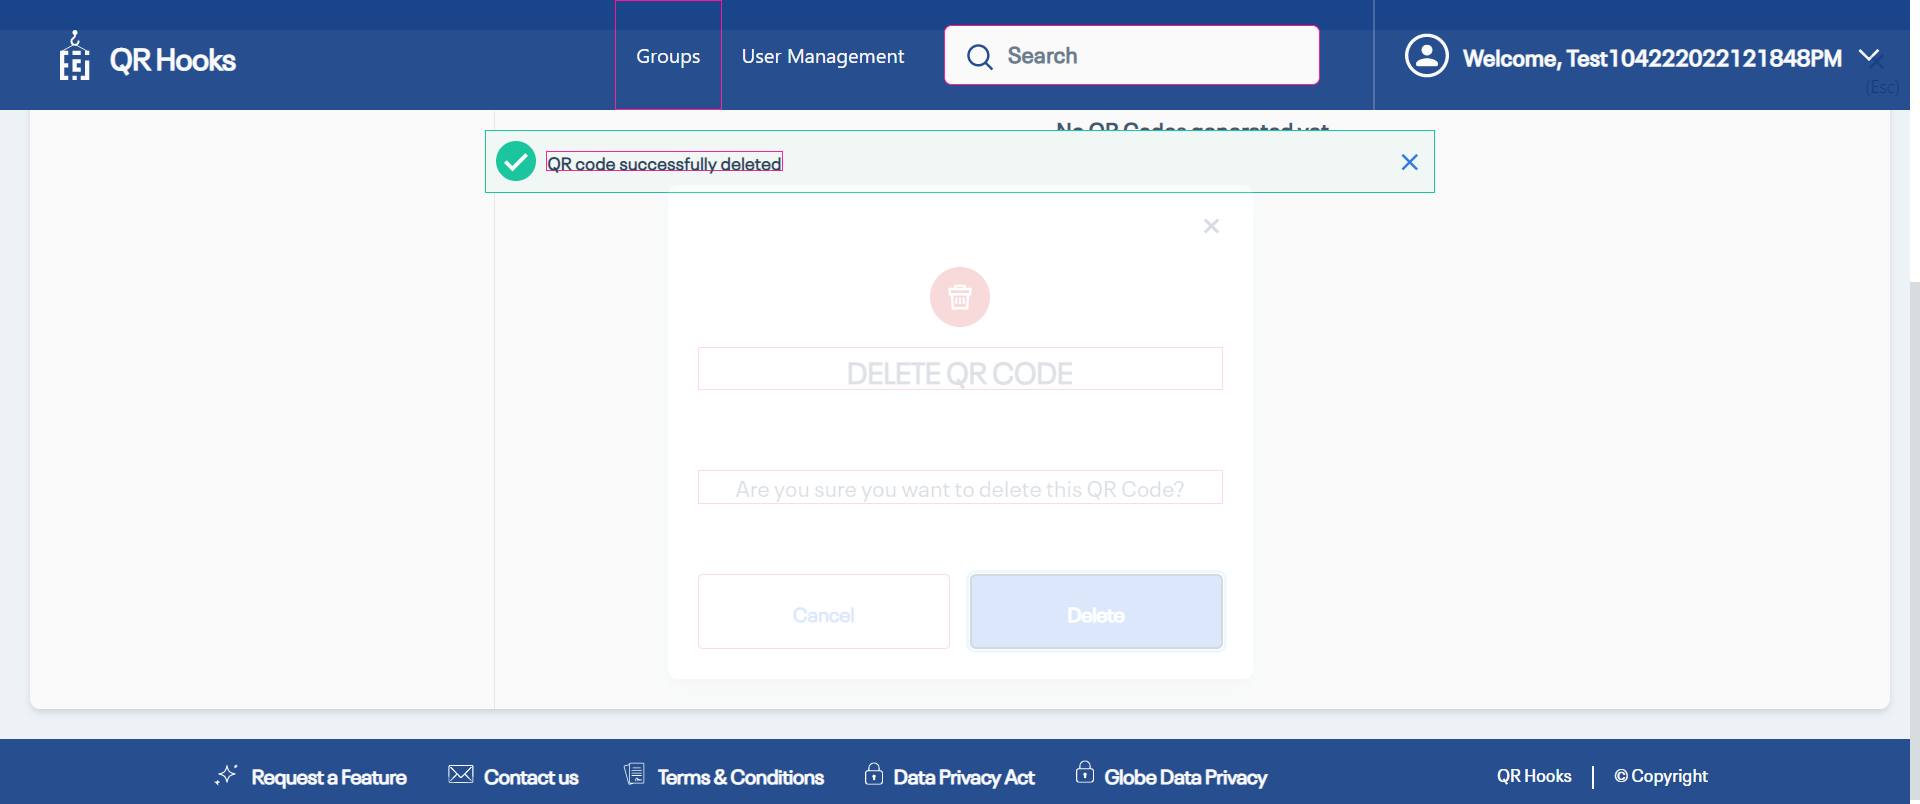 QR Hooks
Groups
User Management
Search
Welcome, Test104222022121848PM
(Esc)
No QR Codes generated yet
QR code successfully deleted
DELETE QR CODE
Are you sure you want to delete this QR Code?
Cancel
Delete
Request a Feature
Contact us
Terms & Conditions
Data Privacy Act
Globe Data Privacy
QR Hooks
© Copyright